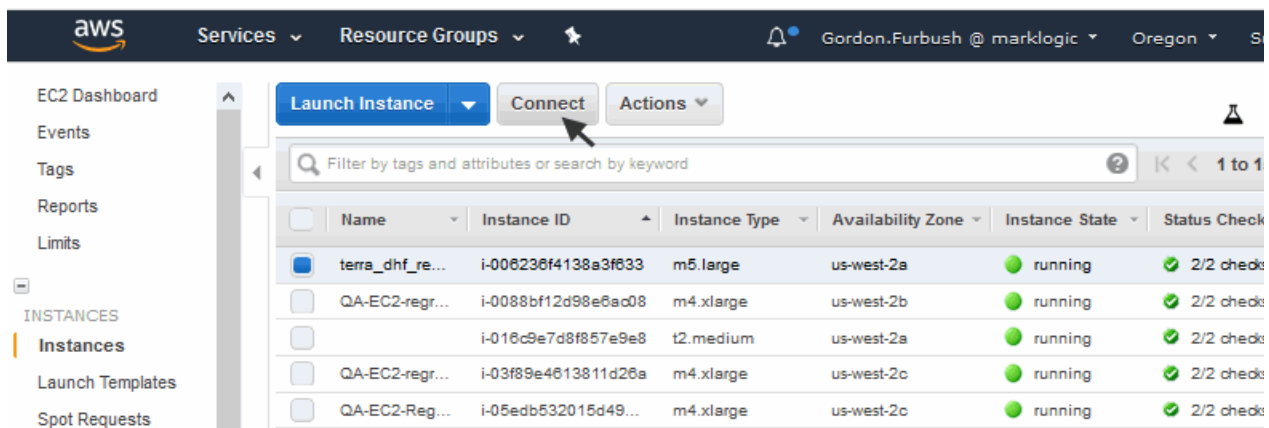 aws Services Resource Groups Gordon.Furbush @ marklogic Oregon
EC2 Dashboard
Events
Tags
Reports
Limits
INSTANCES
Instances
Launch Templates
Spot Requests
Launch Instance Connect Actions
Filter by tags and attributes or search by keyword 1 to
Name Instance ID Instance Type Availability Zone Instance State Status Check
terra_dhf_re... i-006236f4138a3f633 m5.large us-west-2a running 2/2 checks
QA-EC2-regr... i-0088bf12d98e6ac08 m4.xlarge us-west-2b running 2/2 checks
i-016c9e7d8f857e9e8 t2.medium us-west-2a running 2/2 checks
QA-EC2-regr... i-03f89e4613811d26a m4.xlarge us-west-2c running 2/2 checks
QA-EC2-Reg... i-05edb532015d49... m4.xlarge us-west-2c running 2/2 checks